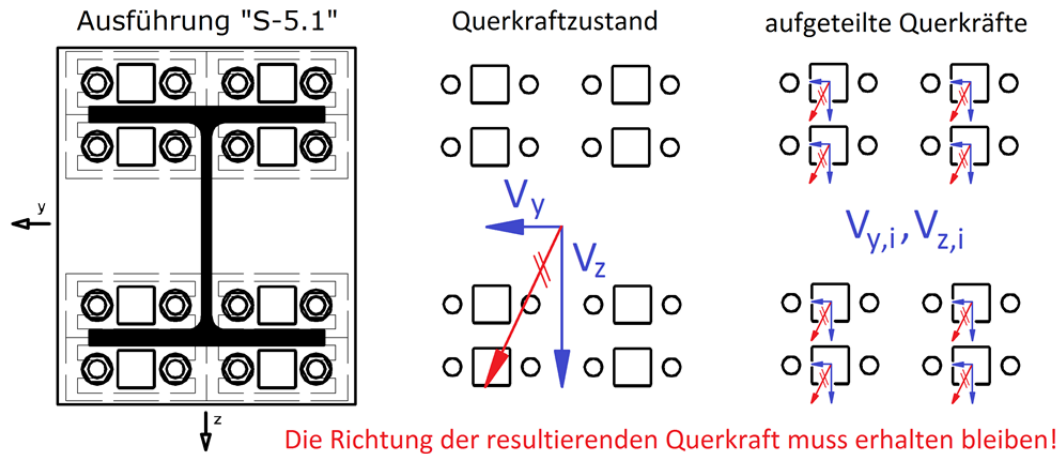 Ausführung "S-5.1"
Querkraftzustand
aufgeteilte Querkräfte
y
z
Vy
Vz
Vy,i, Vz,i
Die Richtung der resultierenden Querkraft muss erhalten bleiben!